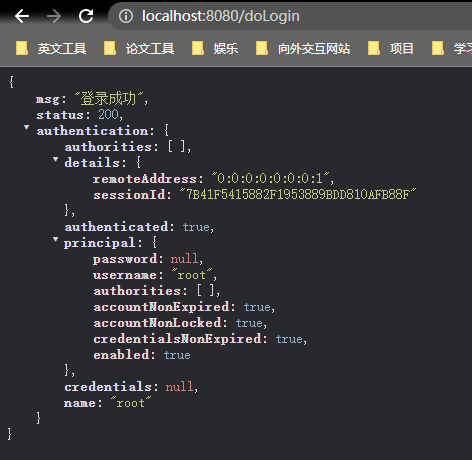 localhost:8080/doLogin
英文工具 论文工具 娱乐 向外交互网站 项目 学习
{
msg: "登录成功",
status: 200,
authentication: {
authorities: [ ],
details: {
remoteAddress: "0:0:0:0:0:0:0:1",
sessionId: "7B41F5415882F1953889BDD810AFB88F"
},
authenticated: true,
principal: {
password: null,
username: "root",
authorities: [ ],
accountNonExpired: true,
accountNonLocked: true,
credentialsNonExpired: true,
enabled: true
},
credentials: null,
name: "root"
}
}